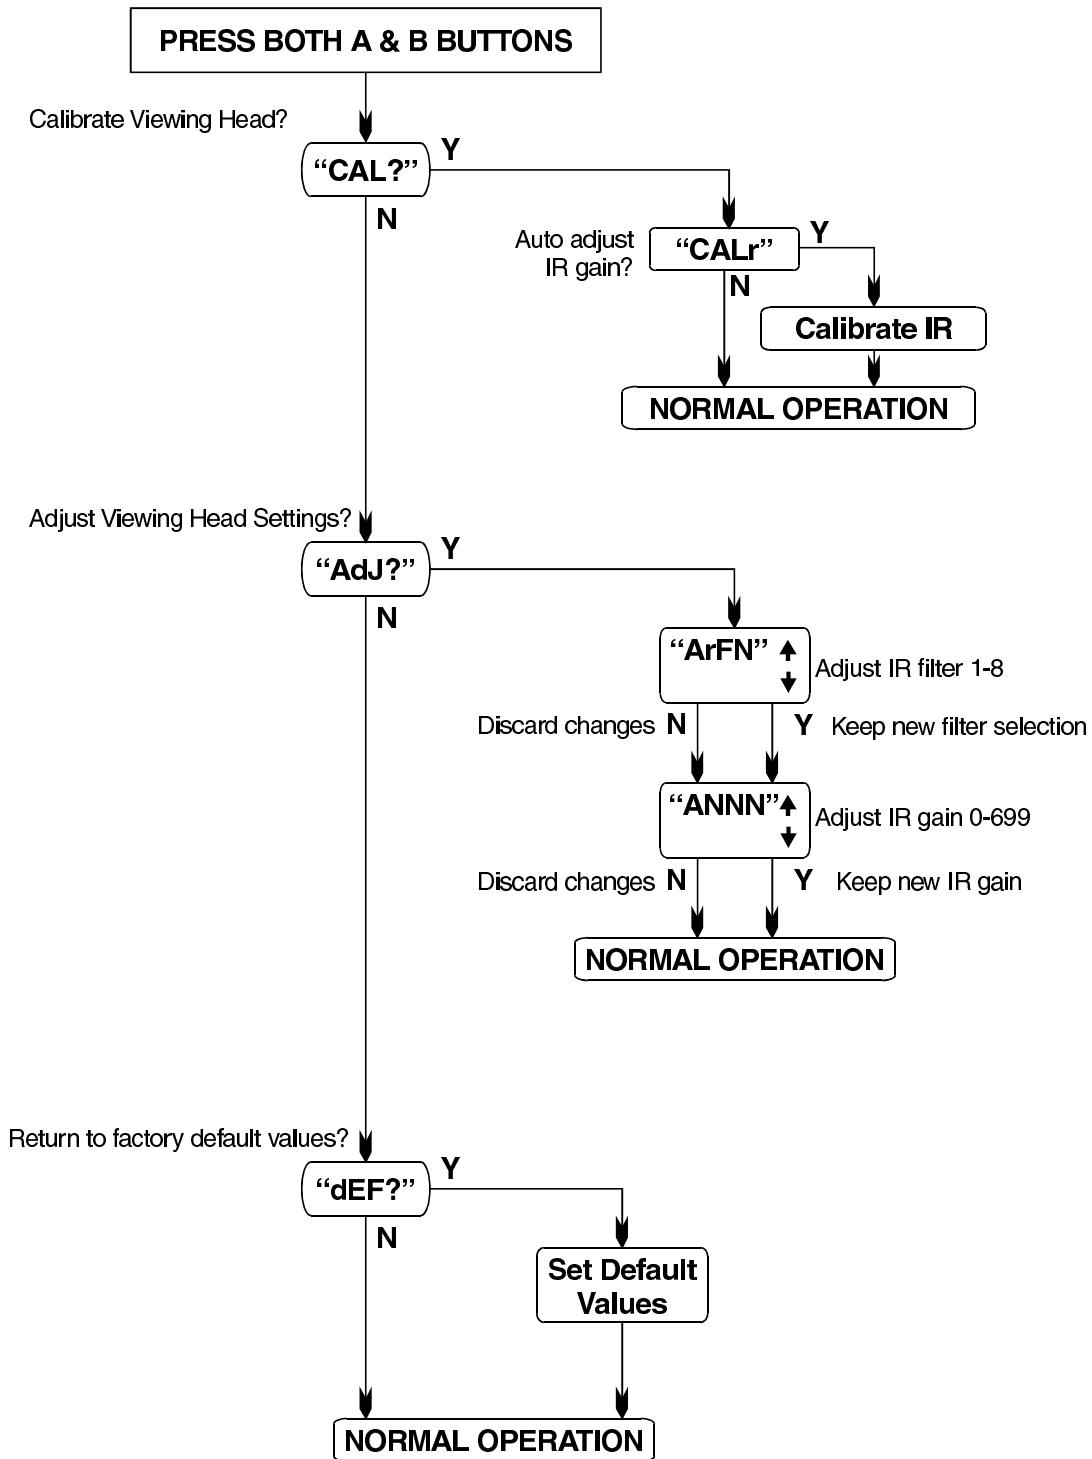 PRESS BOTH A & B BUTTONS
Calibrate Viewing Head?
“CAL?”
Y
N
Auto adjust
IR gain?
“CALr”
Y
N
Calibrate IR
NORMAL OPERATION
Adjust Viewing Head Settings?
“AdJ?”
Y
N
“ArFN”
Adjust IR filter 1-8
Discard changes N
Y Keep new filter selection
“ANNN”
Adjust IR gain 0-699
Discard changes N
Y Keep new IR gain
NORMAL OPERATION
Return to factory default values?
“dEF?”
Y
N
Set Default
Values
NORMAL OPERATION